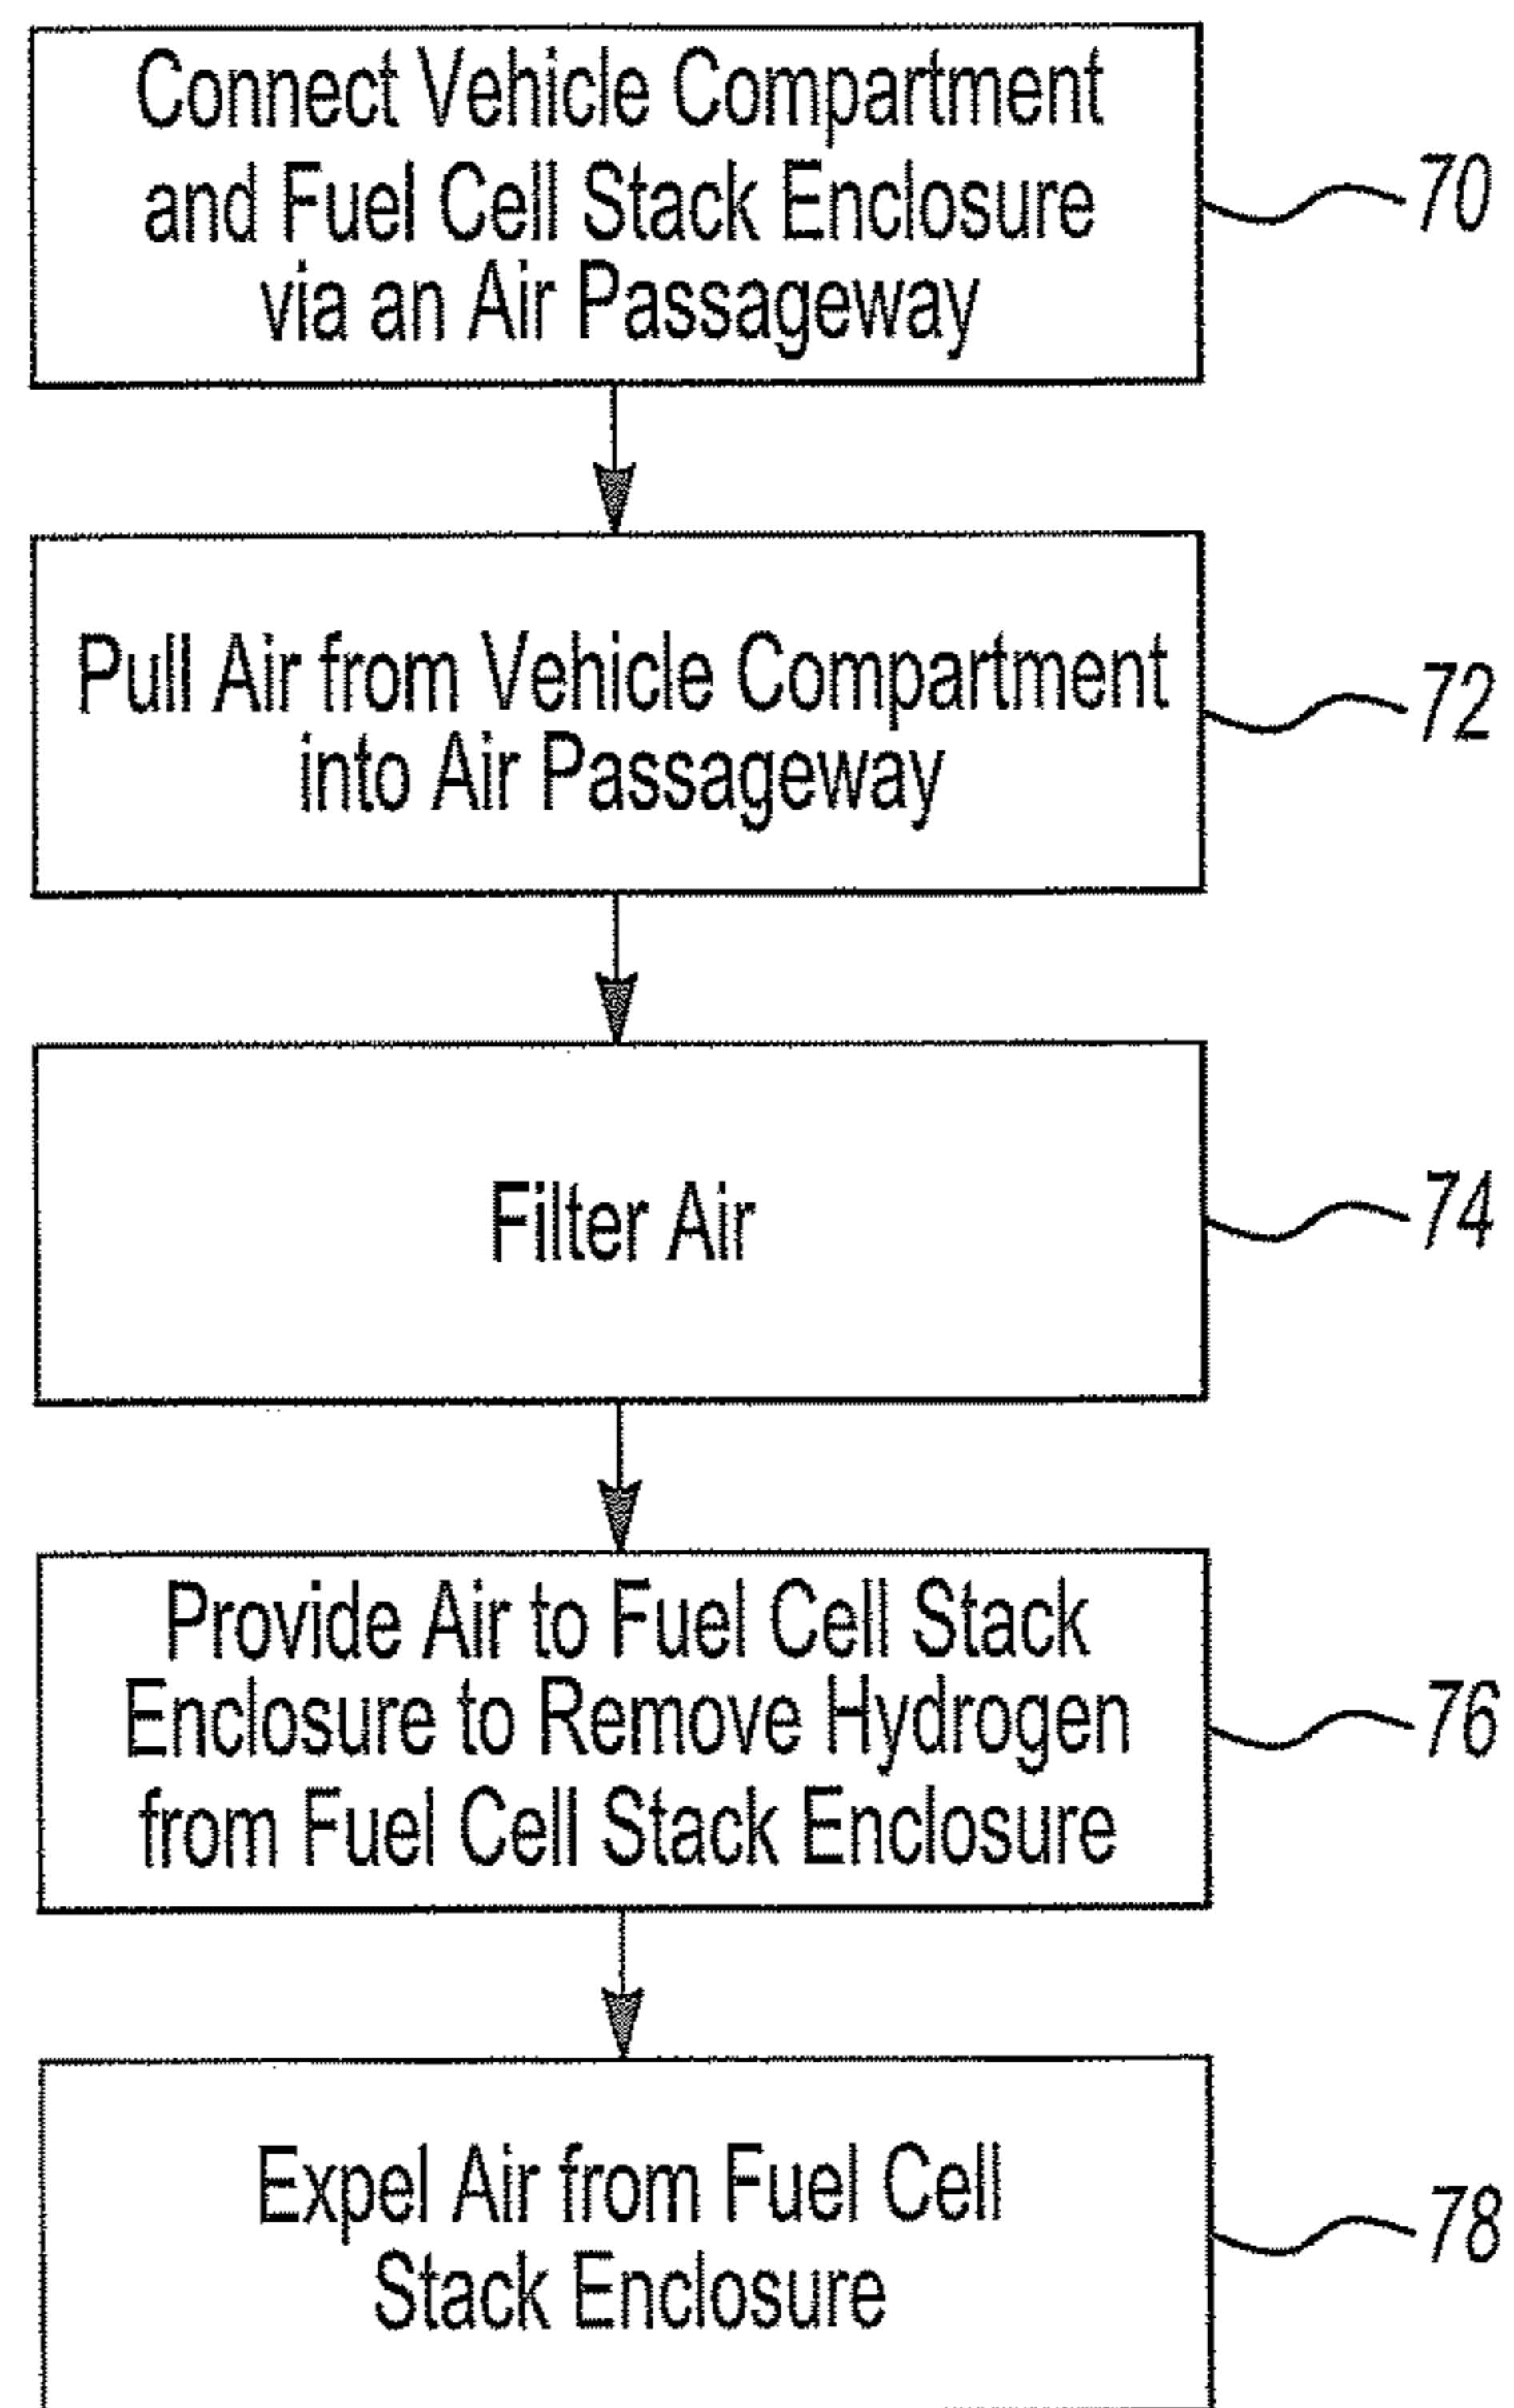 Connect Vehicle Compartment
and Fuel Cell Stack Enclosure
via an Air Passageway
70
Pull Air from Vehicle Compartment
into Air Passageway
72
Filter Air
74
Provide Air to Fuel Cell Stack
Enclosure to Remove Hydrogen
from Fuel Cell Stack Enclosure
76
Expel Air from Fuel Cell
Stack Enclosure
78